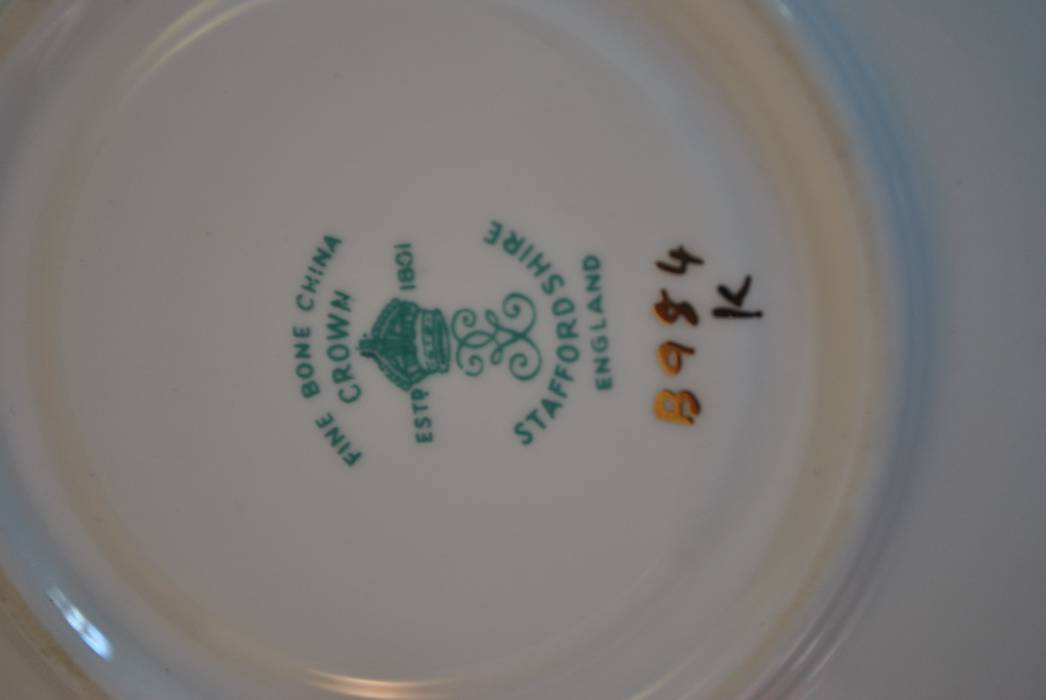 FINE BONE CHINA
CROWN
ESTD 1801
STAFFORDSHIRE
ENGLAND
B984
K